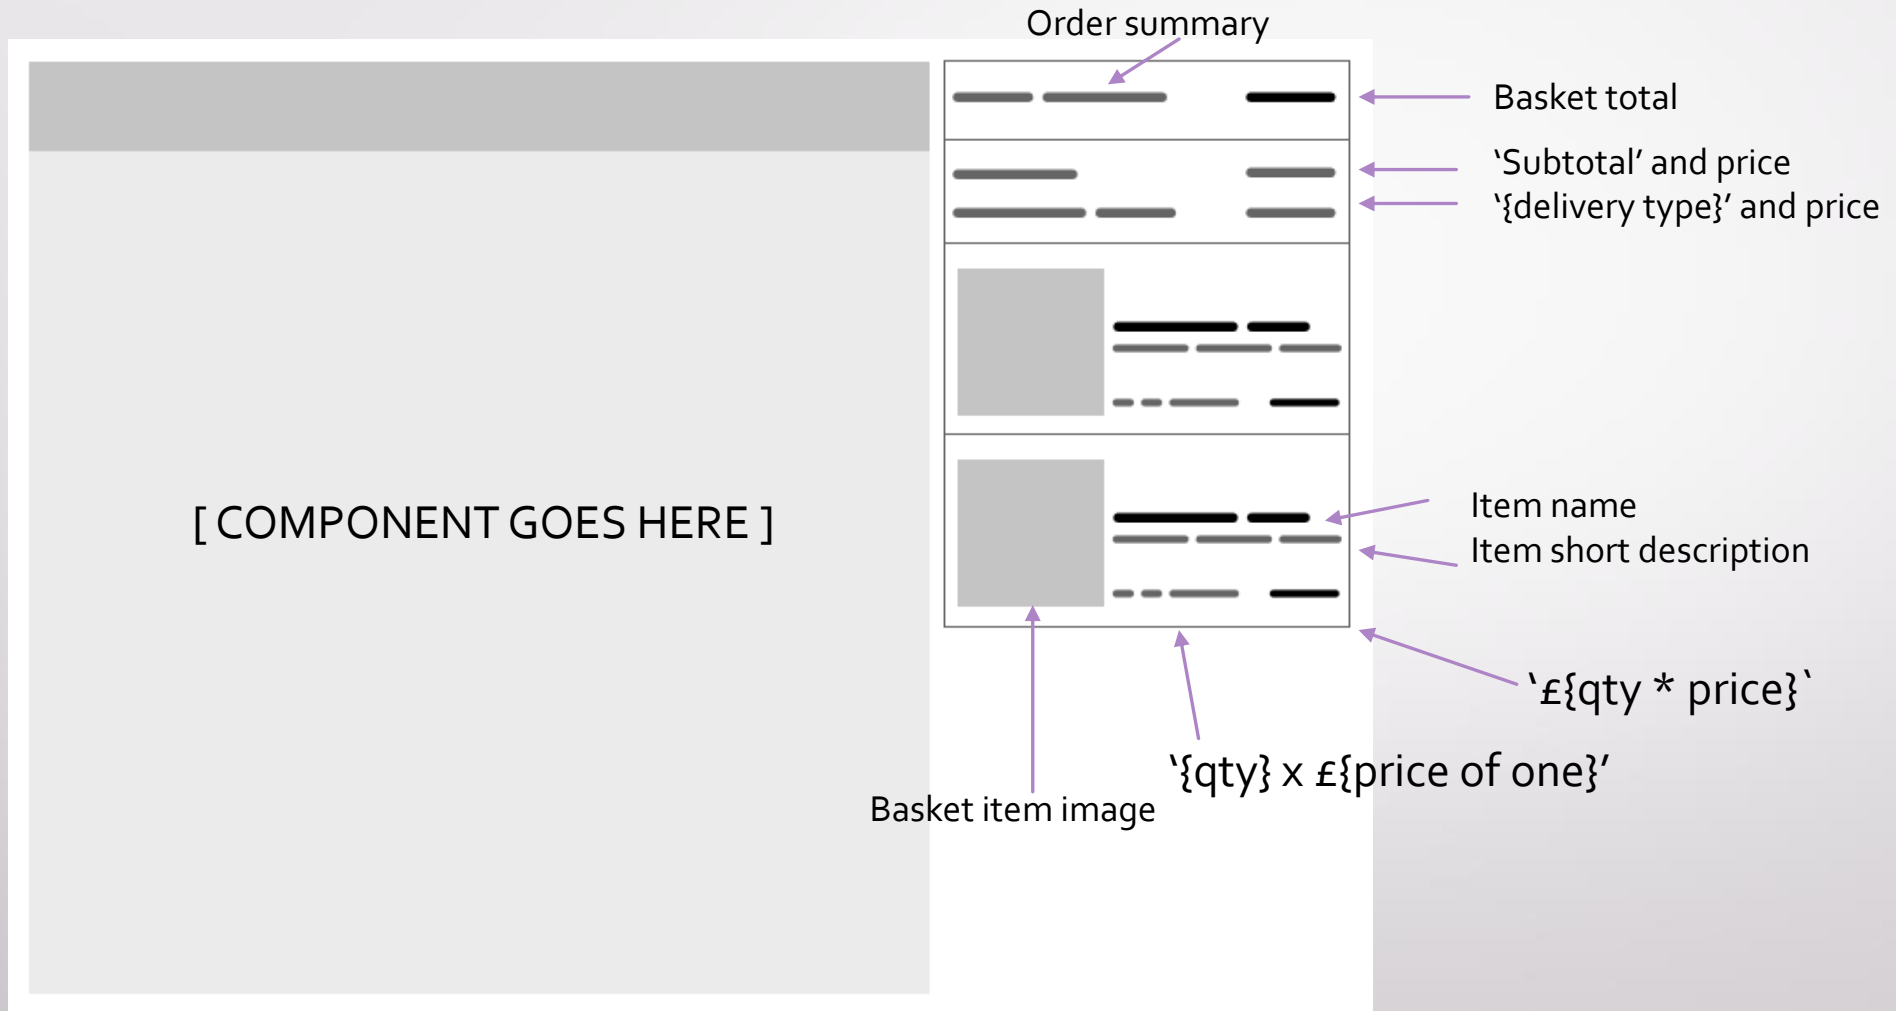 Order summary
Basket total
‘Subtotal’ and price
‘{delivery type}’ and price
[ COMPONENT GOES HERE ]
Item name
Item short description
‘£{qty * price}‘
‘{qty} x £{price of one}’
Basket item image